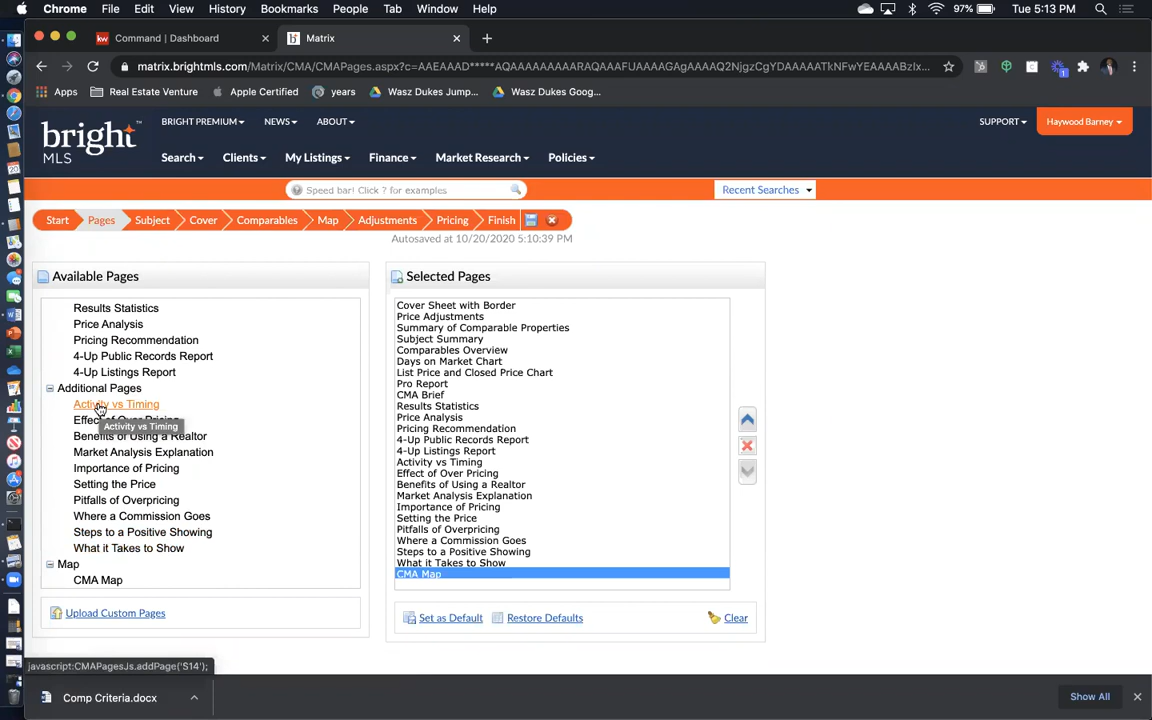 Chrome File Edit View History Bookmarks People Tab Window Help 97% Tue 5:13 PM
kw Command | Dashboard Matrix
matrix.brightmls.com/Matrix/CMA/CMAPages.aspx?c=AAEAAAD*****AQAAAAAAAAARAQAAAFUAAAAGAgAAAAQ2NjgzCgYDAAAAATkNFwYEAAAABzIx...
Apps Real Estate Venture Apple Certified years Wasz Dukes Jump... Wasz Dukes Goog...
bright MLS
BRIGHT PREMIUM NEWS ABOUT SUPPORT Haywood Barney
Search Clients My Listings Finance Market Research Policies
Speed bar! Click ? for examples Recent Searches
Start Pages Subject Cover Comparables Map Adjustments Pricing Finish
Autosaved at 10/20/2020 5:10:39 PM
Available Pages
Results Statistics
Price Analysis
Pricing Recommendation
4-Up Public Records Report
4-Up Listings Report
Additional Pages
Activity vs Timing
Effect of Over Pricing
Activity vs Timing
Benefits of Using a Realtor
Market Analysis Explanation
Importance of Pricing
Setting the Price
Pitfalls of Overpricing
Where a Commission Goes
Steps to a Positive Showing
What it Takes to Show
Map
CMA Map
Upload Custom Pages
Selected Pages
Cover Sheet with Border
Price Adjustments
Summary of Comparable Properties
Subject Summary
Comparables Overview
Days on Market Chart
List Price and Closed Price Chart
Pro Report
CMA Brief
Results Statistics
Price Analysis
Pricing Recommendation
4-Up Public Records Report
4-Up Listings Report
Activity vs Timing
Effect of Over Pricing
Benefits of Using a Realtor
Market Analysis Explanation
Importance of Pricing
Setting the Price
Pitfalls of Overpricing
Where a Commission Goes
Steps to a Positive Showing
What it Takes to Show
CMA Map
Set as Default Restore Defaults Clear
javascript:CMAPagesJs.addPage('S14');
Comp Criteria.docx Show All